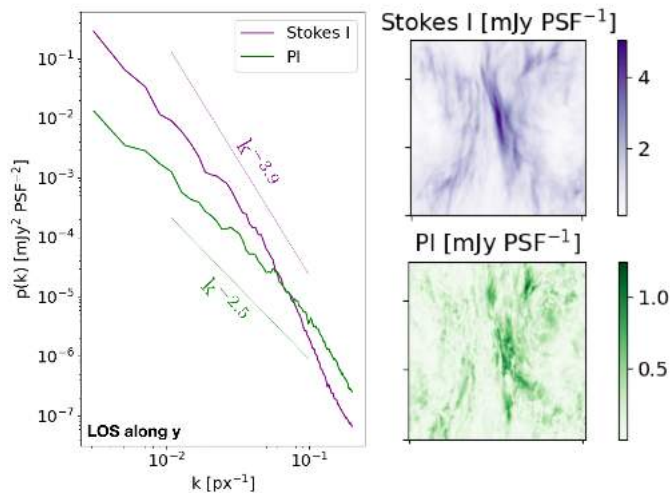 10⁻¹
10⁻²
10⁻³
10⁻⁴
10⁻⁵
10⁻⁶
10⁻⁷
p(k) [mJy² PSF⁻²]
Stokes I
PI
k⁻³·⁹
k⁻²·⁵
LOS along y
10⁻²
10⁻¹
k [px⁻¹]
Stokes I [mJy PSF⁻¹]
4
2
PI [mJy PSF⁻¹]
1.0
0.5